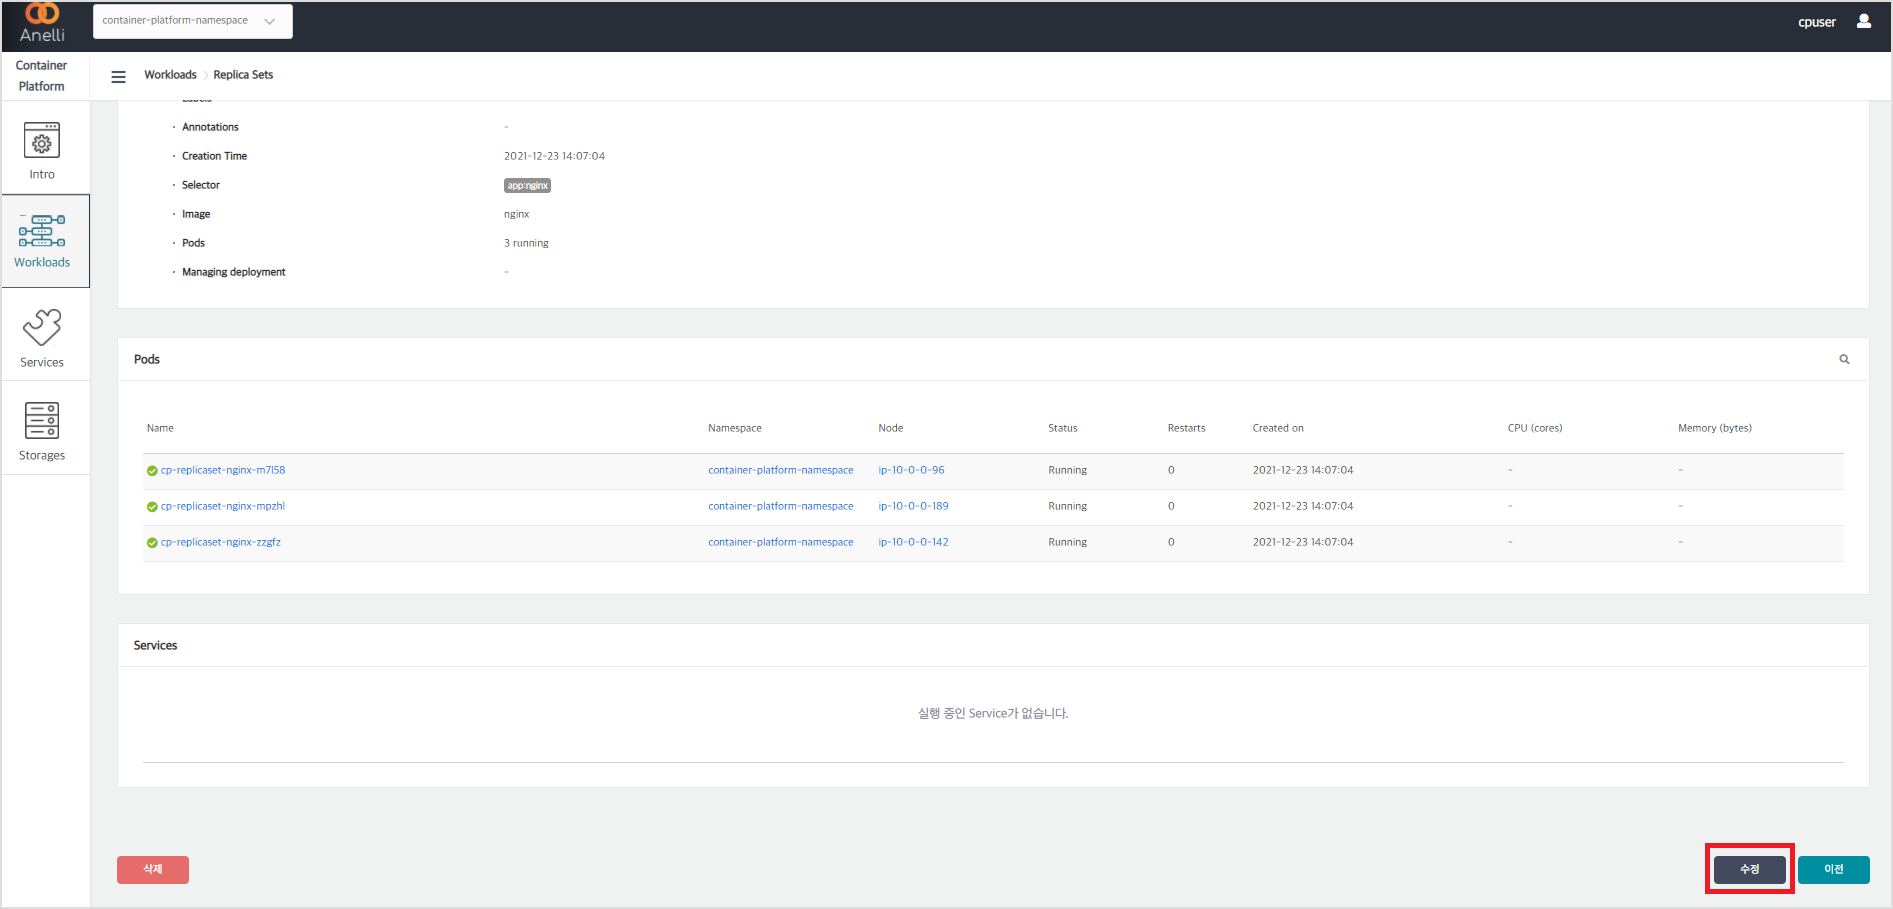 Anelli
container-platform-namespace
cpuser
Container
Platform
Workloads
Replica Sets
Intro
Workloads
Services
Storages
Labels
Annotations -
Creation Time 2021-12-23 14:07:04
Selector app:nginx
Image nginx
Pods 3 running
Managing deployment -
Pods
Name Namespace Node Status Restarts Created on CPU (cores) Memory (bytes)
cp-replicaset-nginx-m7l58 container-platform-namespace ip-10-0-0-96 Running 0 2021-12-23 14:07:04 - -
cp-replicaset-nginx-mpzhl container-platform-namespace ip-10-0-0-189 Running 0 2021-12-23 14:07:04 - -
cp-replicaset-nginx-zzgfz container-platform-namespace ip-10-0-0-142 Running 0 2021-12-23 14:07:04 - -
Services
실행 중인 Service가 없습니다.
삭제
수정
이전